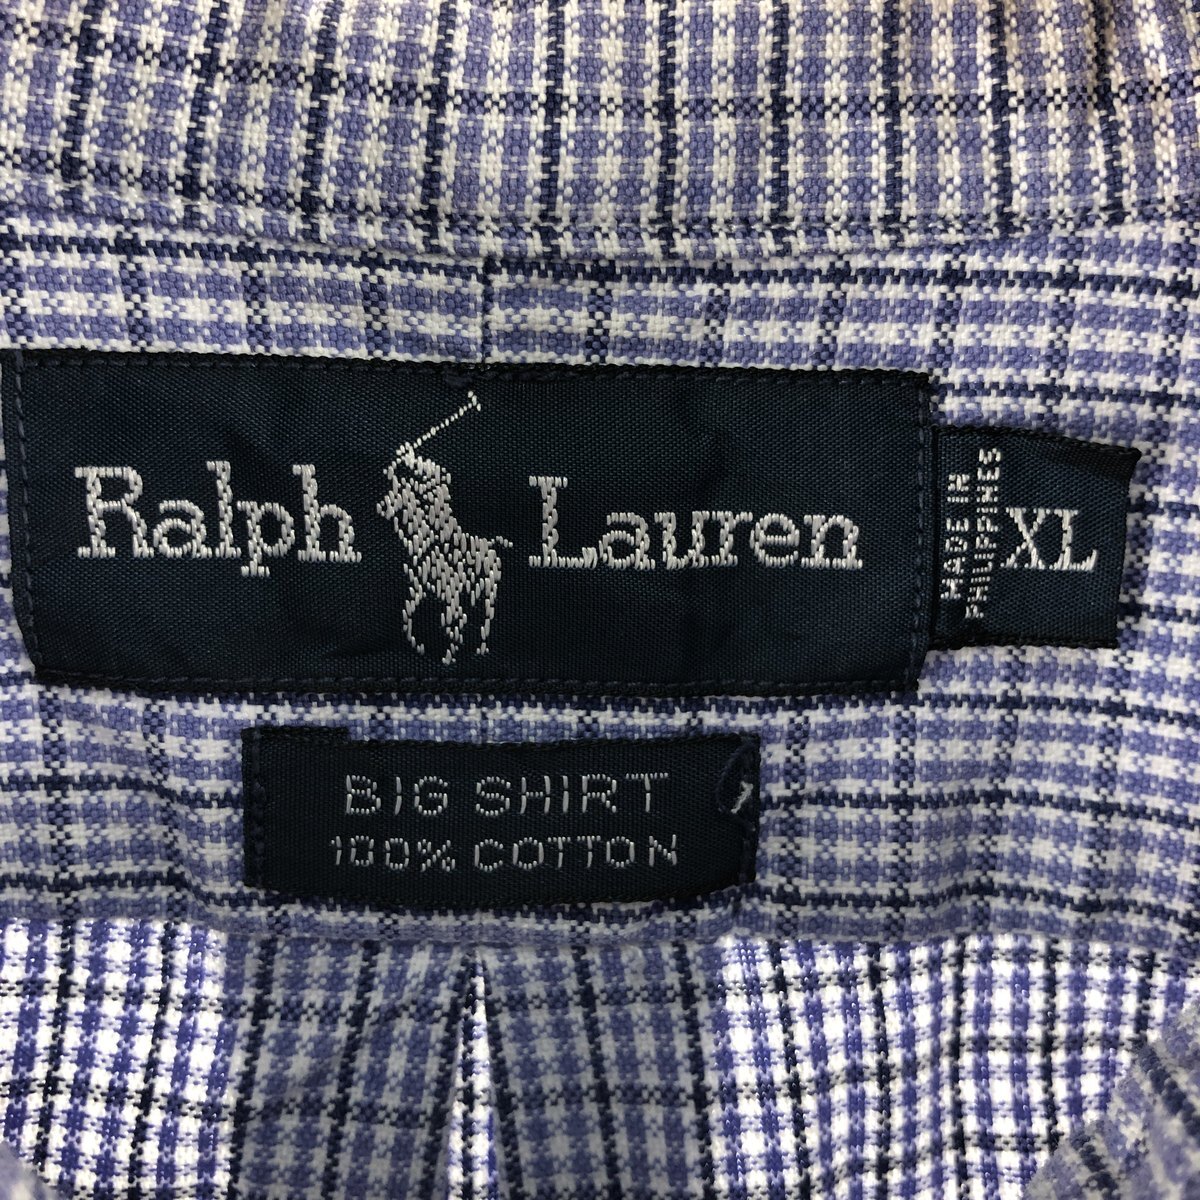 Ralph Lauren
MADE IN
PHILIPPINES
XL
BIG SHIRT
100% COTTON